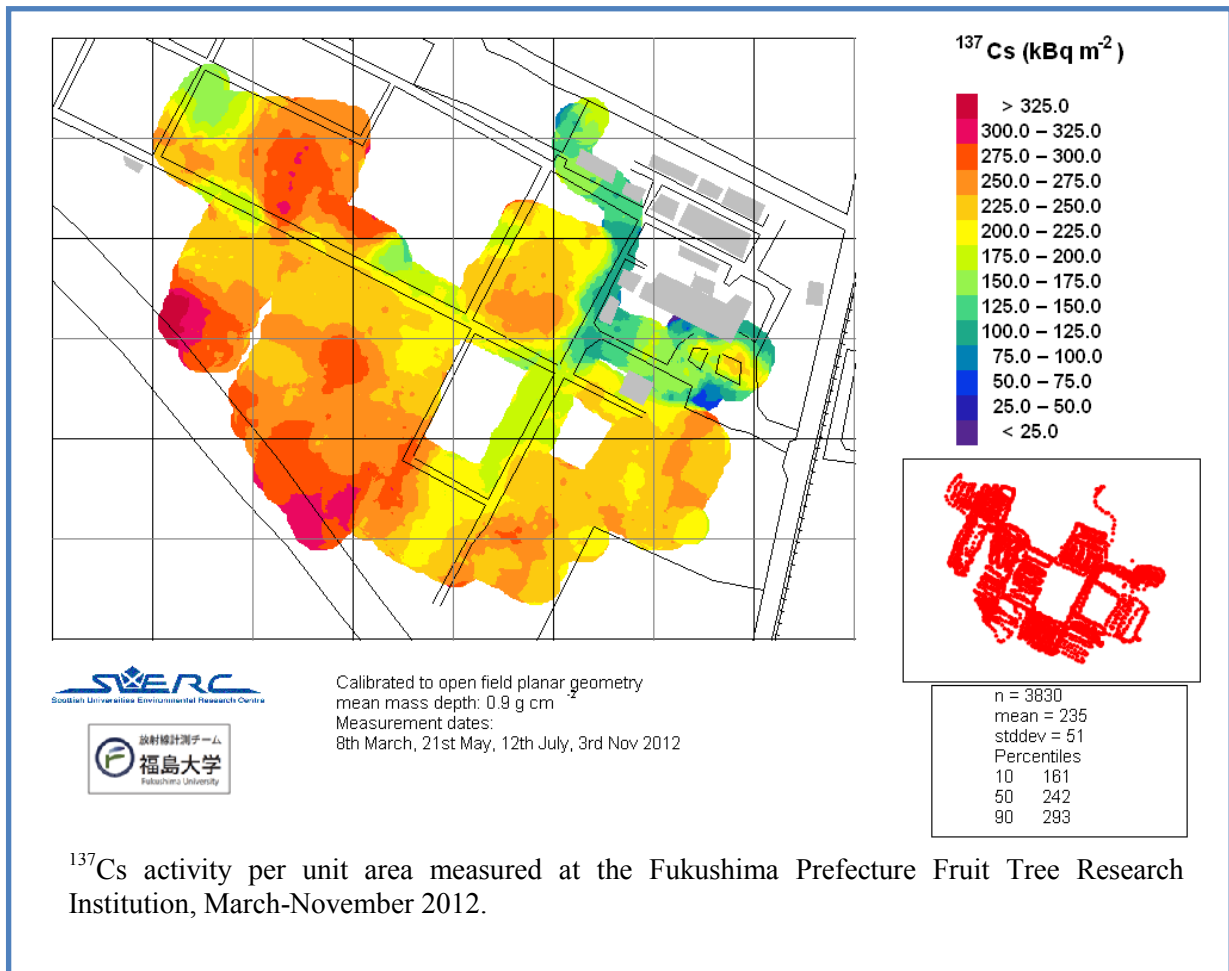 ¹³⁷Cs (kBq m⁻²)
> 325.0
300.0 – 325.0
275.0 – 300.0
250.0 – 275.0
225.0 – 250.0
200.0 – 225.0
175.0 – 200.0
150.0 – 175.0
125.0 – 150.0
100.0 – 125.0
75.0 – 100.0
50.0 – 75.0
25.0 – 50.0
< 25.0
SUERC
Scottish Universities Environmental Research Centre
放射線計測チーム
福島大学
Fukushima University
Calibrated to open field planar geometry
mean mass depth: 0.9 g cm⁻²
Measurement dates:
8th March, 21st May, 12th July, 3rd Nov 2012
n = 3830
mean = 235
stddev = 51
Percentiles
10 161
50 242
90 293
¹³⁷Cs activity per unit area measured at the Fukushima Prefecture Fruit Tree Research
Institution, March-November 2012.